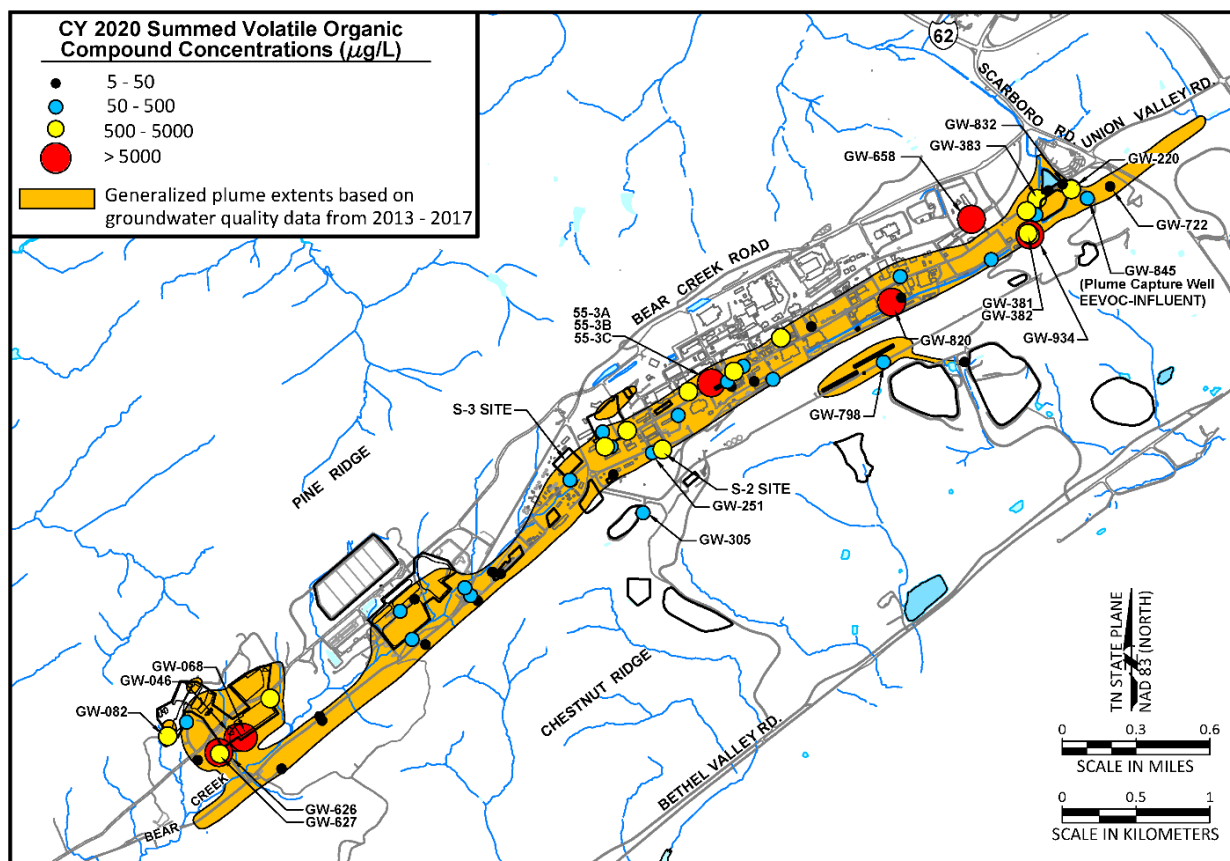 CY 2020 Summed Volatile Organic
Compound Concentrations (µg/L)
5 - 50
50 - 500
500 - 5000
> 5000
Generalized plume extents based on
groundwater quality data from 2013 - 2017
62
SCARBORO RD.
UNION VALLEY RD.
GW-832
GW-383
GW-220
GW-658
GW-722
GW-845
(Plume Capture Well
EEVOC-INFLUENT)
GW-381
GW-382
GW-934
BEAR CREEK ROAD
55-3A
55-3B
55-3C
GW-820
GW-798
S-3 SITE
PINE RIDGE
S-2 SITE
GW-251
GW-305
GW-068
GW-046
GW-082
CHESTNUT RIDGE
BETHEL VALLEY RD.
BEAR CREEK
GW-626
GW-627
TN STATE PLANE
NAD 83 (NORTH)
0 0.3 0.6
SCALE IN MILES
0 0.5 1
SCALE IN KILOMETERS